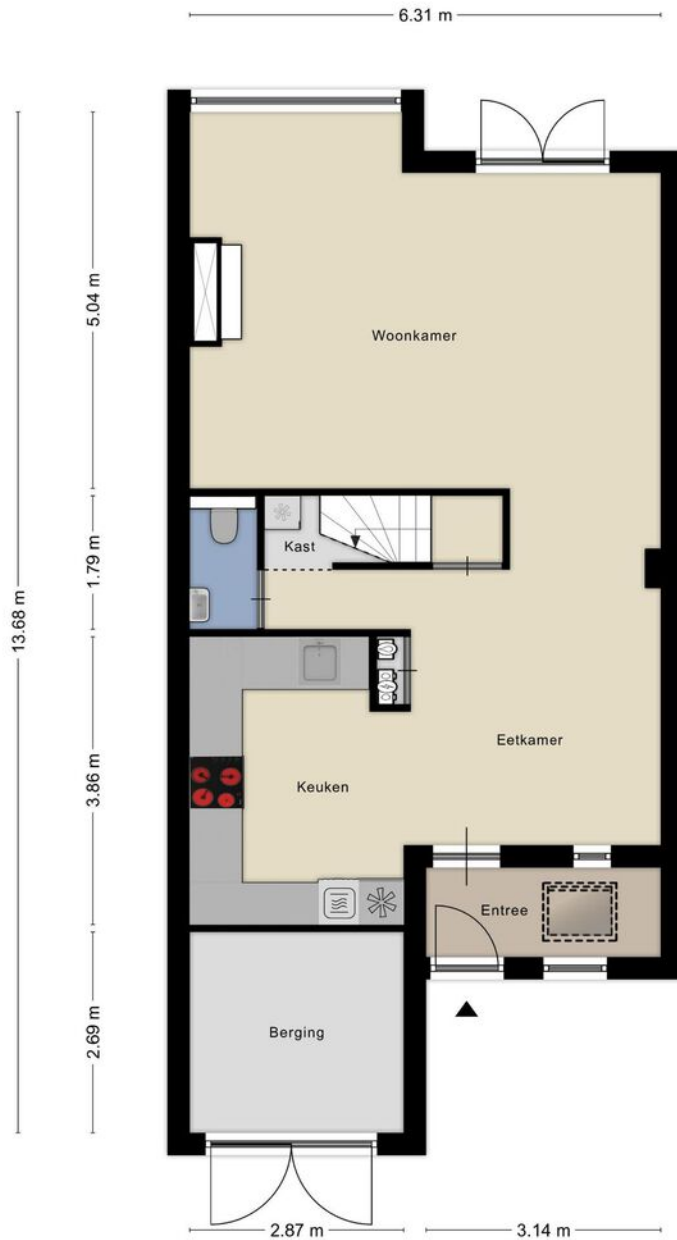 6.31 m
5.04 m
Woonkamer
Kast
1.79 m
13.68 m
Eetkamer
3.86 m
Keuken
Entree
Berging
2.69 m
2.87 m
3.14 m